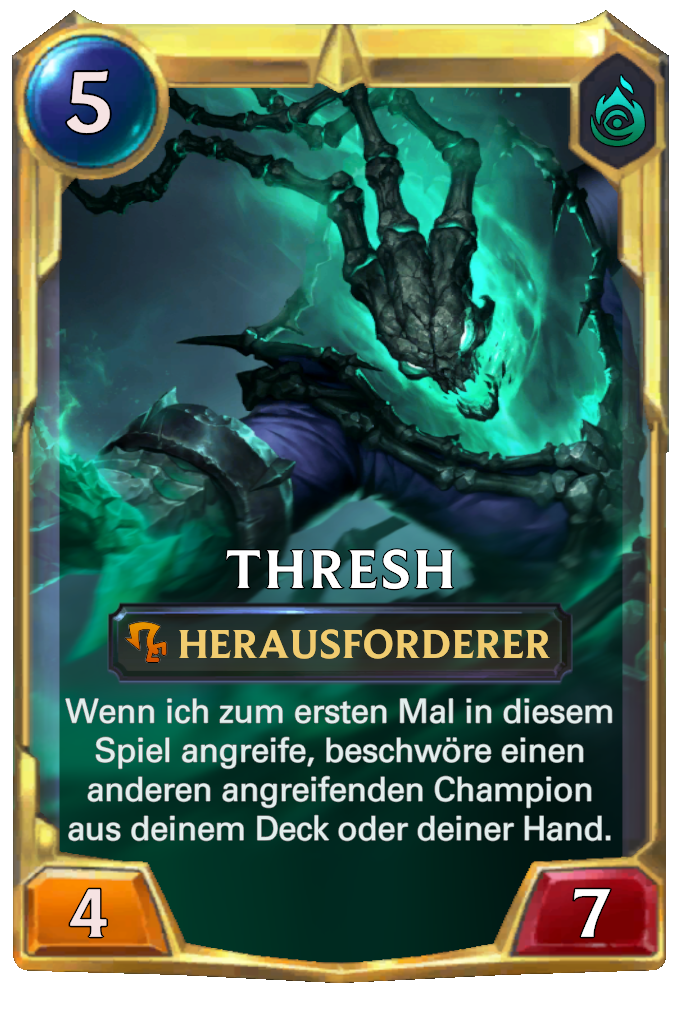 5
THRESH
HERAUSFORDERER
Wenn ich zum ersten Mal in diesem
Spiel angreife, beschwöre einen
anderen angreifenden Champion
aus deinem Deck oder deiner Hand.
4
7